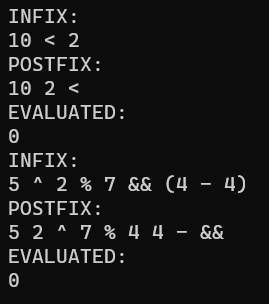 INFIX:
10 < 2
POSTFIX:
10 2 <
EVALUATED:
0
INFIX:
5 ^ 2 % 7 && (4 - 4)
POSTFIX:
5 2 ^ 7 % 4 4 - &&
EVALUATED:
0